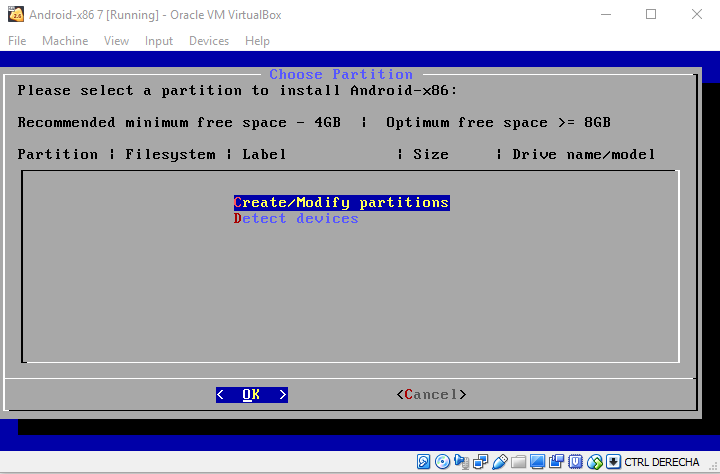 Android-x86 7 [Running] - Oracle VM VirtualBox
File Machine View Input Devices Help
Choose Partition
Please select a partition to install Android-x86:
Recommended minimum free space - 4GB ¦ Optimum free space >= 8GB
Partition ¦ Filesystem ¦ Label ¦ Size ¦ Drive name/model
Create/Modify partitions
Detect devices
< OK > <Cancel>
CTRL DERECHA